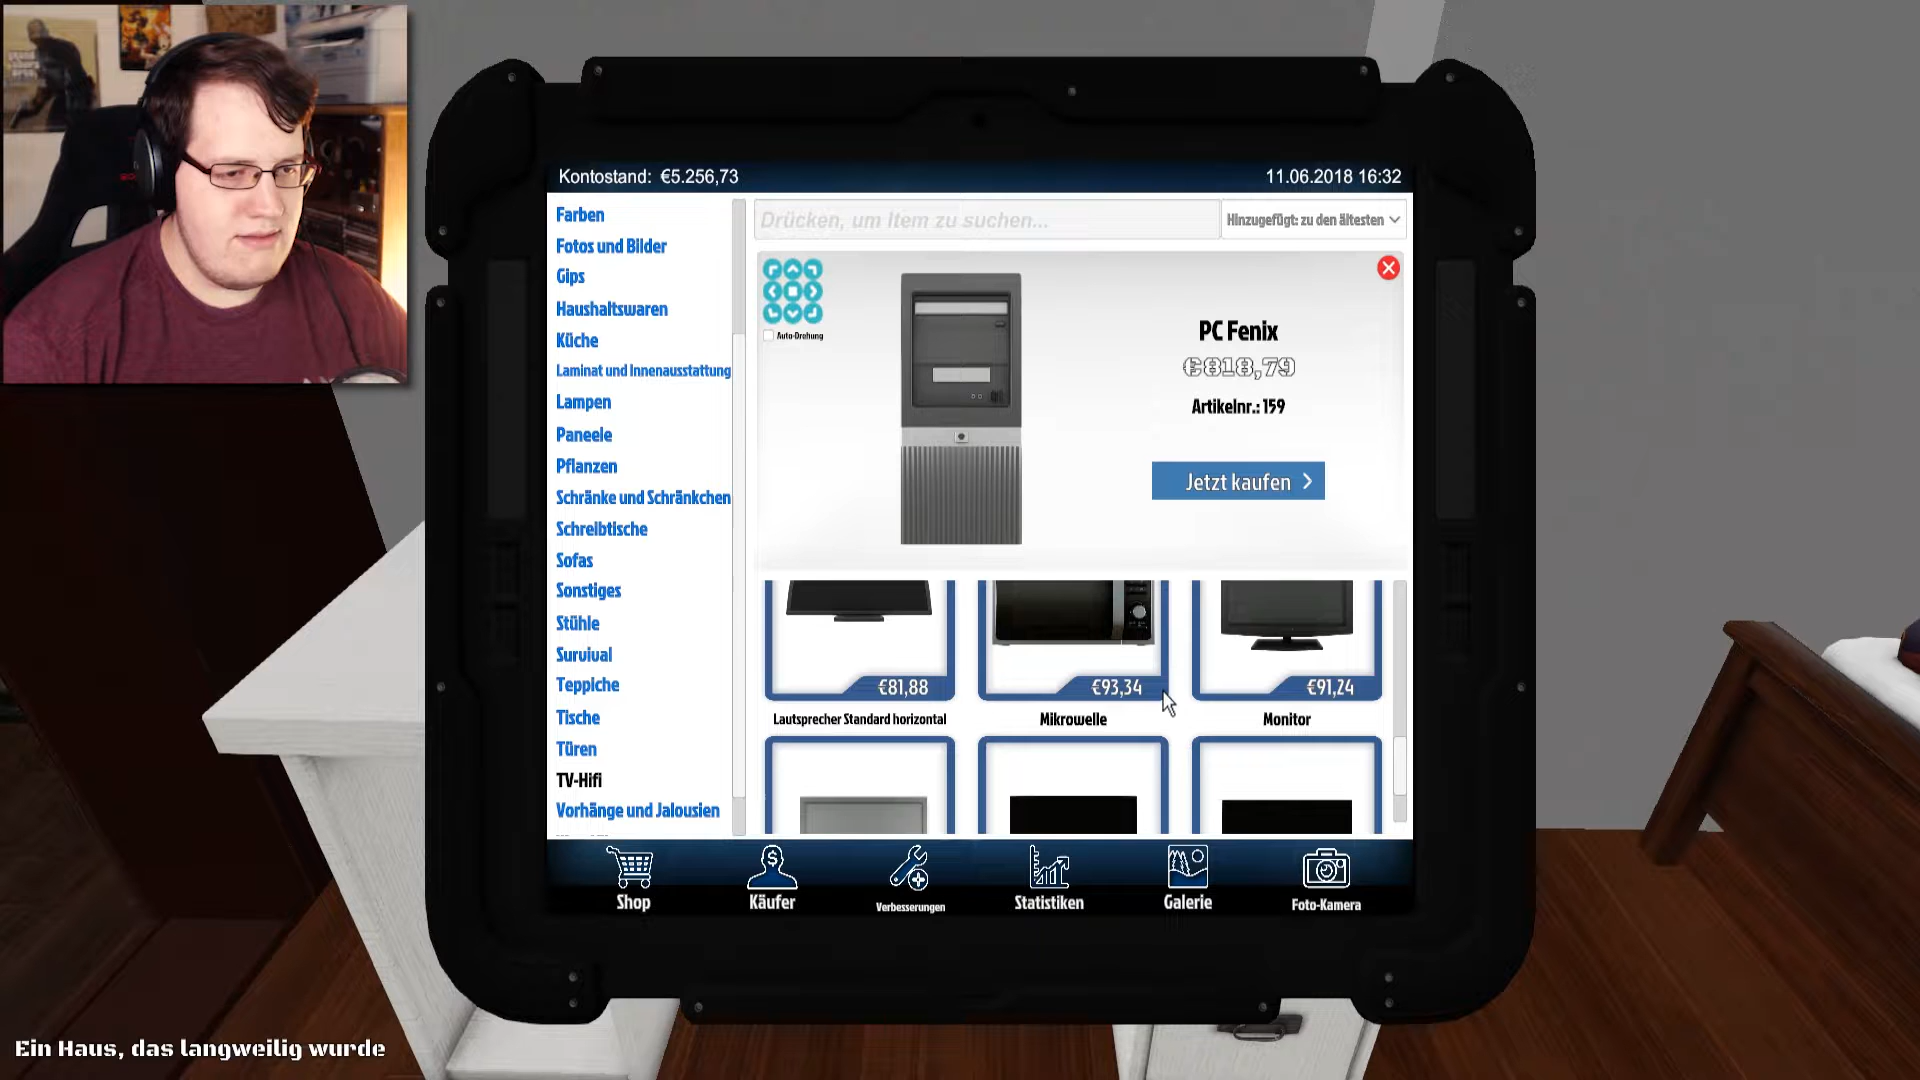 Kontostand: €5.256,73
11.06.2018 16:32
Farben
Fotos und Bilder
Gips
Haushaltswaren
Küche
Laminat und Innenausstattung
Lampen
Paneele
Pflanzen
Schränke und Schränkchen
Schreibtische
Sofas
Sonstiges
Stühle
Survival
Teppiche
Tische
Türen
TV-Hifi
Vorhänge und Jalousien
Drücken, um Item zu suchen...
Hinzugefügt: zu den ältesten
Auto-Drehung
PC Fenix
€818,79
Artikelnr.: 159
Jetzt kaufen
€81,88
€93,34
€91,24
Lautsprecher Standard horizontal
Mikrowelle
Monitor
Shop
Käufer
Verbesserungen
Statistiken
Galerie
Foto-Kamera
Ein Haus, das langweilig wurde